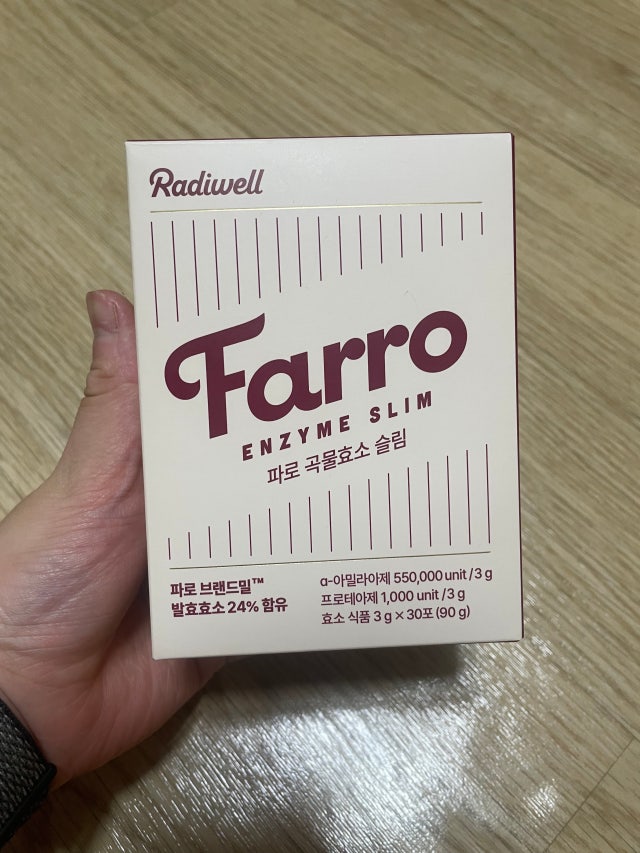 Radiwell
Farro
ENZYME SLIM
파로 곡물효소 슬림
파로 브랜드밀™
발효효소 24% 함유
α-아밀라아제 550,000 unit /3 g
프로테아제 1,000 unit /3 g
효소 식품 3 g × 30포 (90 g)